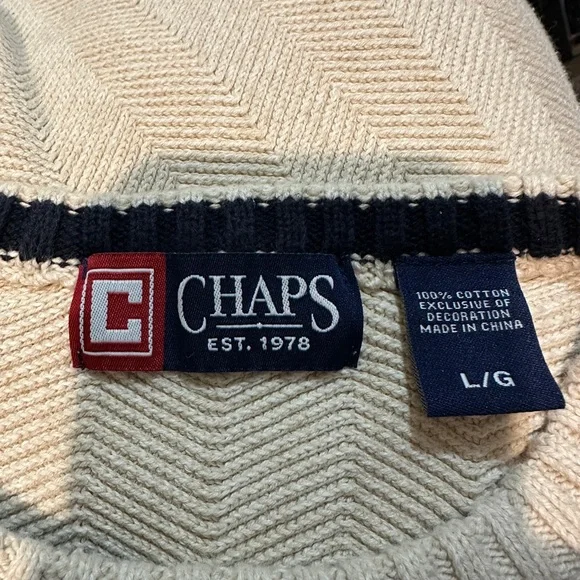 C
CHAPS
EST. 1978
100% COTTON
EXCLUSIVE OF
DECORATION
MADE IN CHINA
L/G